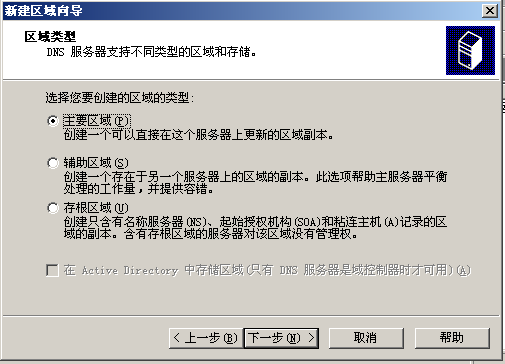 新建区域向导
区域类型
DNS 服务器支持不同类型的区域和存储。
选择您要创建的区域的类型:
主要区域(P)
创建一个可以直接在这个服务器上更新的区域副本。
辅助区域(S)
创建一个存在于另一个服务器上的区域的副本。此选项帮助主服务器平衡
处理的工作量,并提供容错。
存根区域(U)
创建只含有名称服务器(NS)、起始授权机构(SOA)和粘连主机(A)记录的区
域的副本。含有存根区域的服务器对该区域没有管理权。
在 Active Directory 中存储区域(只有 DNS 服务器是域控制器时才可用)(A)
< 上一步(B) 下一步(N) > 取消 帮助